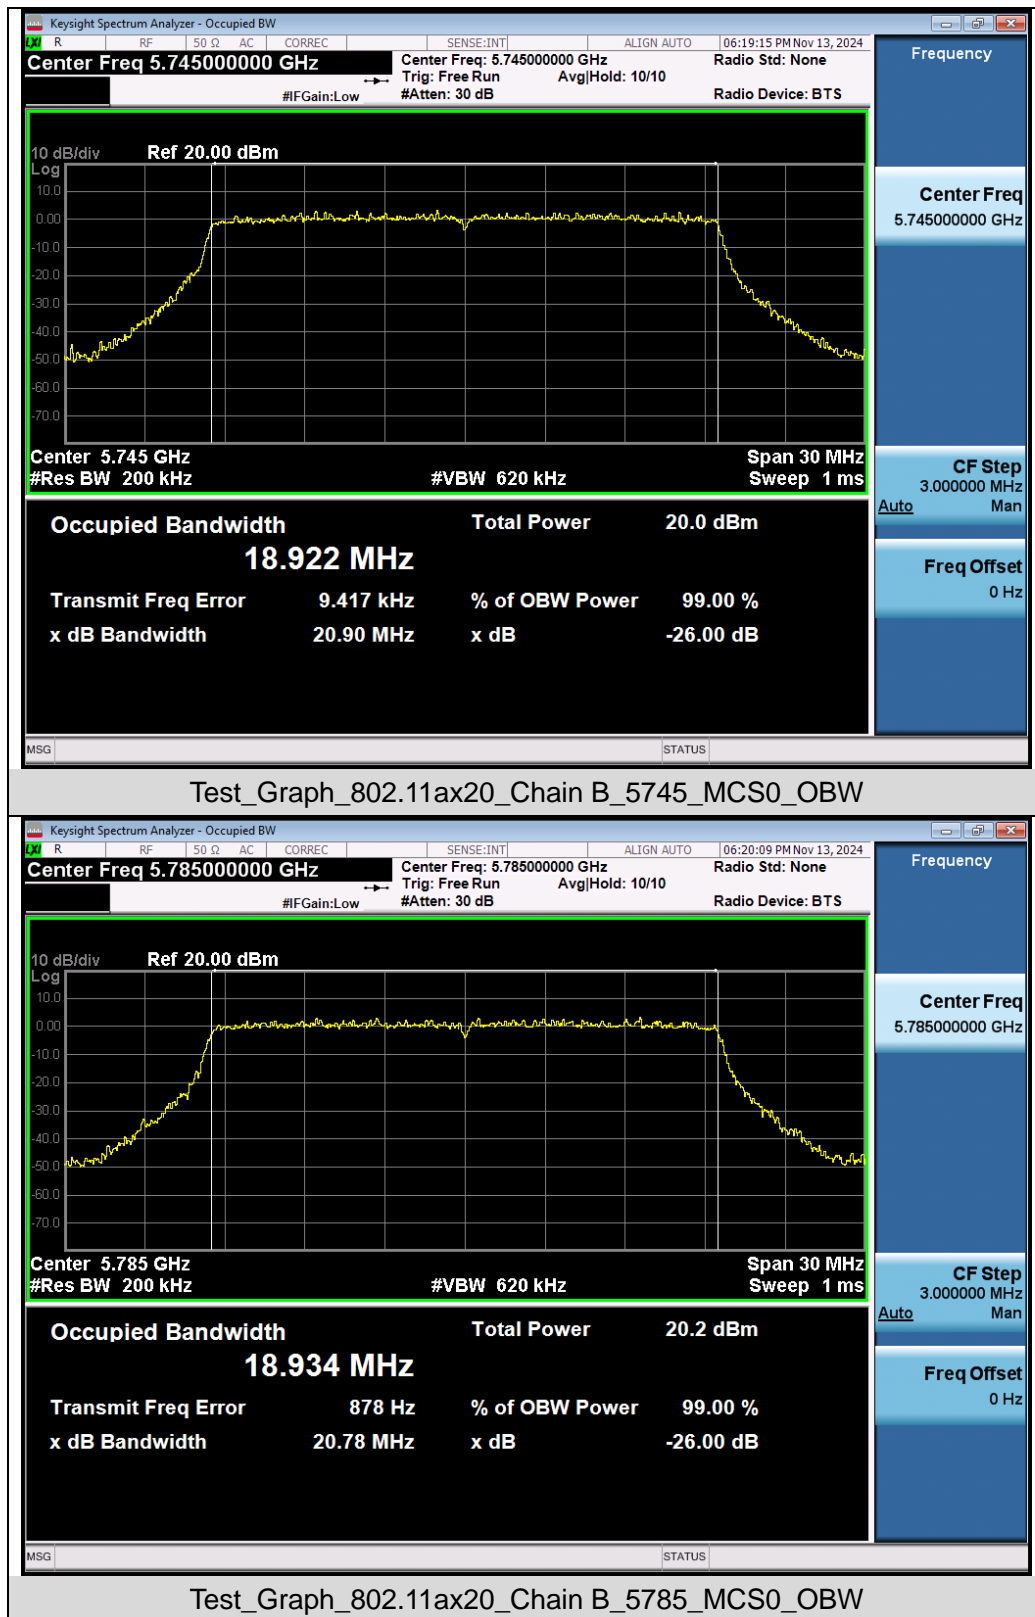 Keysight Spectrum Analyzer - Occupied BW
LXI R RF 50 Ω AC CORREC SENSE:INT ALIGN AUTO 06:19:15 PM Nov 13, 2024
Center Freq 5.745000000 GHz
Center Freq: 5.745000000 GHz
Radio Std: None
Trig: Free Run Avg|Hold: 10/10
#IFGain:Low #Atten: 30 dB Radio Device: BTS
Frequency
10 dB/div Ref 20.00 dBm
Log
10.0
0.00
-10.0
-20.0
-30.0
-40.0
-50.0
-60.0
-70.0
Center 5.745 GHz Span 30 MHz
#Res BW 200 kHz #VBW 620 kHz Sweep 1 ms
Center Freq
5.745000000 GHz
CF Step
3.000000 MHz
Auto Man
Freq Offset
0 Hz
Occupied Bandwidth Total Power 20.0 dBm
18.922 MHz
Transmit Freq Error 9.417 kHz % of OBW Power 99.00 %
x dB Bandwidth 20.90 MHz x dB -26.00 dB
MSG STATUS
Test_Graph_802.11ax20_Chain B_5745_MCS0_OBW
Keysight Spectrum Analyzer - Occupied BW
LXI R RF 50 Ω AC CORREC SENSE:INT ALIGN AUTO 06:20:09 PM Nov 13, 2024
Center Freq 5.785000000 GHz
Center Freq: 5.785000000 GHz
Radio Std: None
Trig: Free Run Avg|Hold: 10/10
#IFGain:Low #Atten: 30 dB Radio Device: BTS
Frequency
10 dB/div Ref 20.00 dBm
Log
10.0
0.00
-10.0
-20.0
-30.0
-40.0
-50.0
-60.0
-70.0
Center 5.785 GHz Span 30 MHz
#Res BW 200 kHz #VBW 620 kHz Sweep 1 ms
Center Freq
5.785000000 GHz
CF Step
3.000000 MHz
Auto Man
Freq Offset
0 Hz
Occupied Bandwidth Total Power 20.2 dBm
18.934 MHz
Transmit Freq Error 878 Hz % of OBW Power 99.00 %
x dB Bandwidth 20.78 MHz x dB -26.00 dB
MSG STATUS
Test_Graph_802.11ax20_Chain B_5785_MCS0_OBW